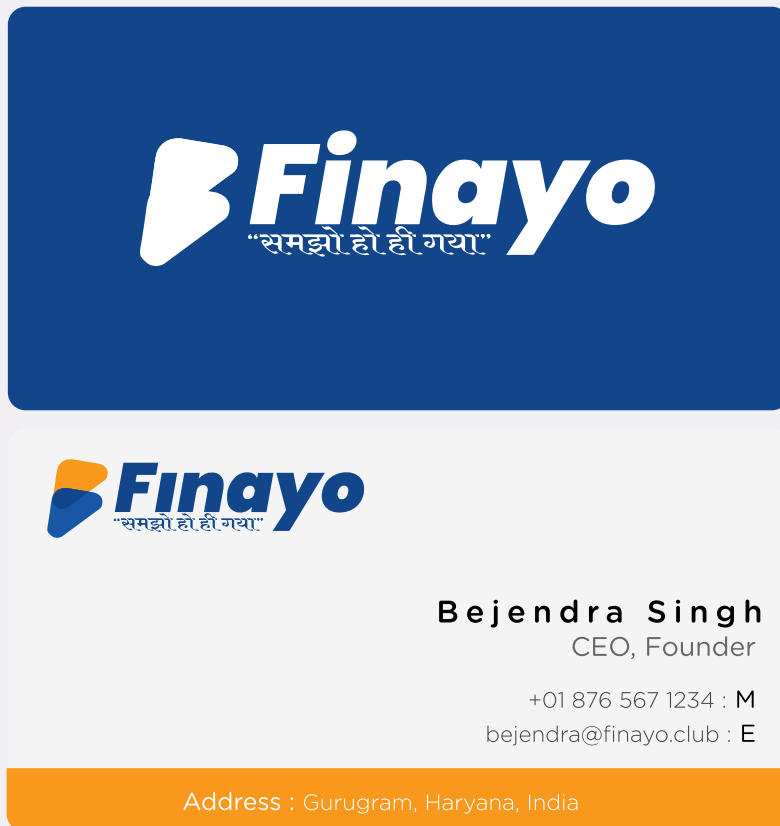 Finayo
“समझो हो ही गया”
Finayo
“समझो हो ही गया”
Bejendra Singh
CEO, Founder
+01 876 567 1234 : M
bejendra@finayo.club : E
Address : Gurugram, Haryana, India